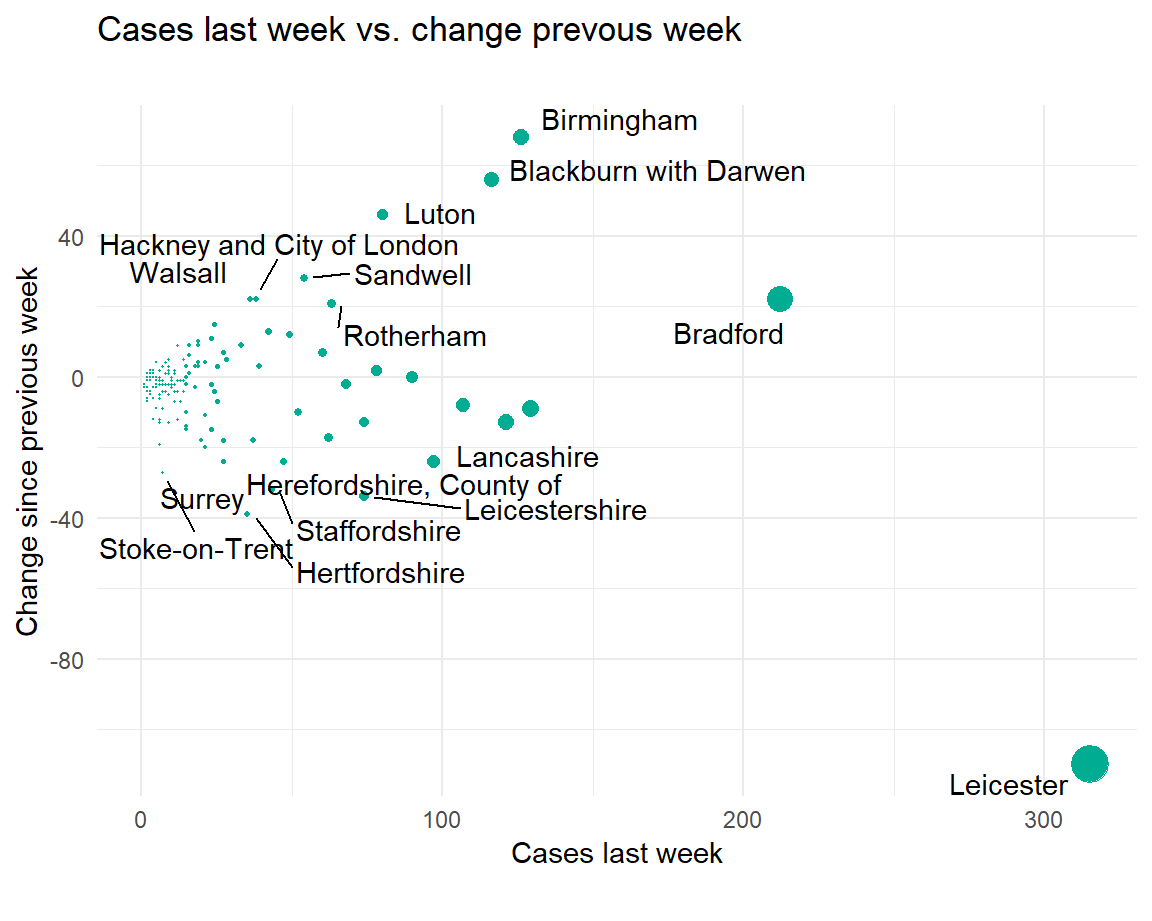 Cases last week vs. change prevous week
Birmingham
Blackburn with Darwen
Luton
40
Hackney and City of London
Walsall
Sandwell
Bradford
Rotherham
0
Change since previous week
Lancashire
Herefordshire, County of
Surrey
Leicestershire
-40
Staffordshire
Stoke-on-Trent
Hertfordshire
-80
Leicester
0
100
200
300
Cases last week